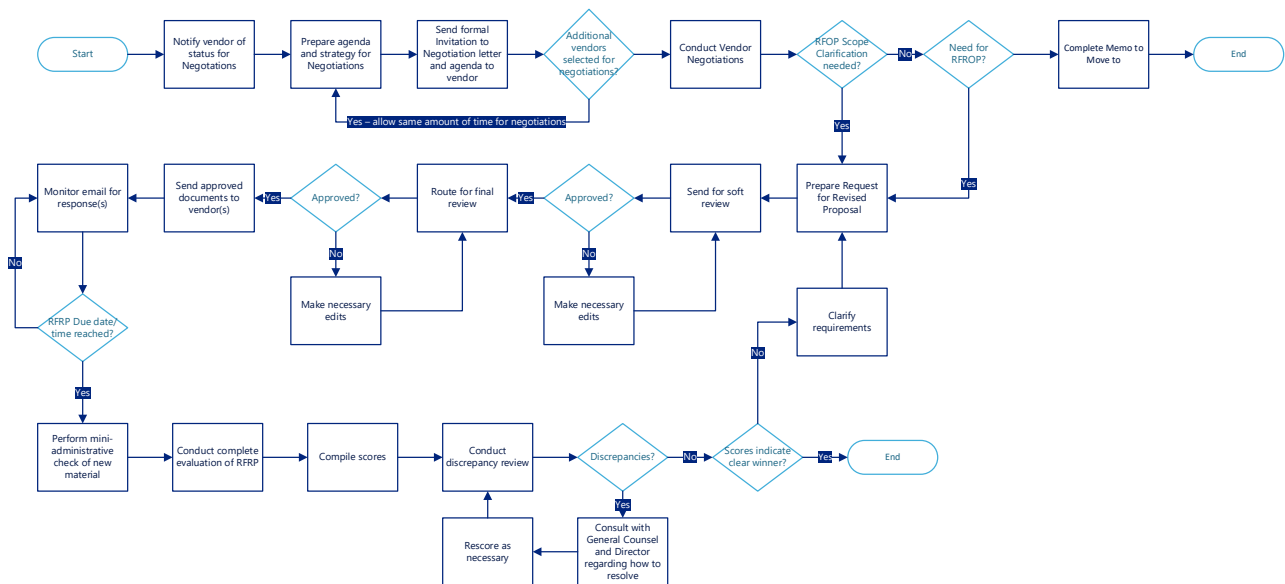 Start
Notify vendor of
status for
Negotations
Prepare agenda
and strategy for
Negotiations
Send formal
Invitation to
Negotiation letter
and agenda to
vendor
Additional
vendors
selected for
negotiations?
Conduct Vendor
Negotiations
RFOP Scope
Clarification
needed?
No
Need for
RFROP?
Complete Memo to
Move to
End
Yes – allow same amount of time for negotiations
Yes
Yes
Monitor email for
response(s)
Send approved
documents to
vendor(s)
Yes
Approved?
Route for final
review
Yes
Approved?
Send for soft
review
Prepare Request
for Revised
Proposal
No
No
No
Make necessary
edits
Make necessary
edits
Clarify
requirements
RFRP Due date/
time reached?
No
Yes
Perform mini-
administrative
check of new
material
Conduct complete
evaluation of RFRP
Compile scores
Conduct
discrepancy review
Discrepancies?
No
Scores indicate
clear winner?
Yes
End
Yes
Rescore as
necessary
Consult with
General Counsel
and Director
regarding how to
resolve